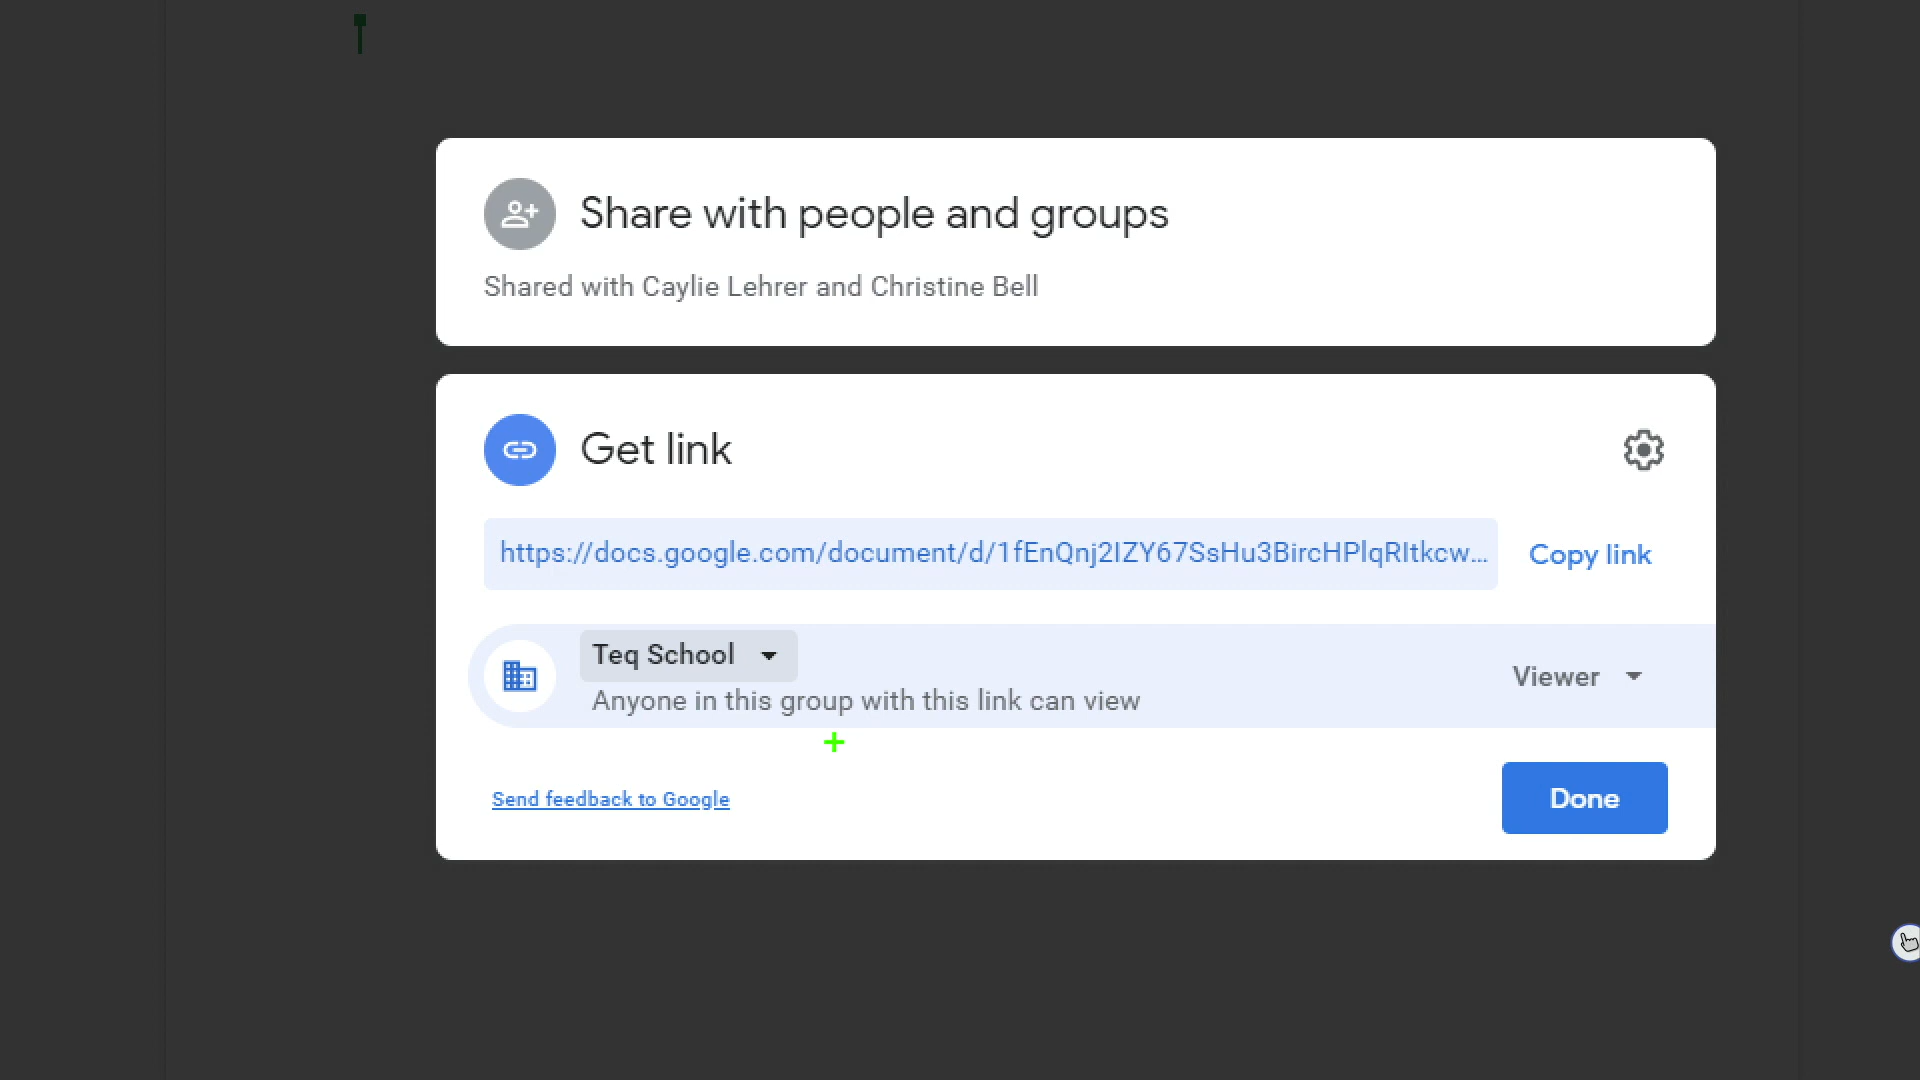 Share with people and groups
Shared with Caylie Lehrer and Christine Bell
Get link
https://docs.google.com/document/d/1fEnQnj2IZY67SsHu3BircHPlqRItkcw...
Copy link
Teq School
Anyone in this group with this link can view
Viewer
Send feedback to Google
Done